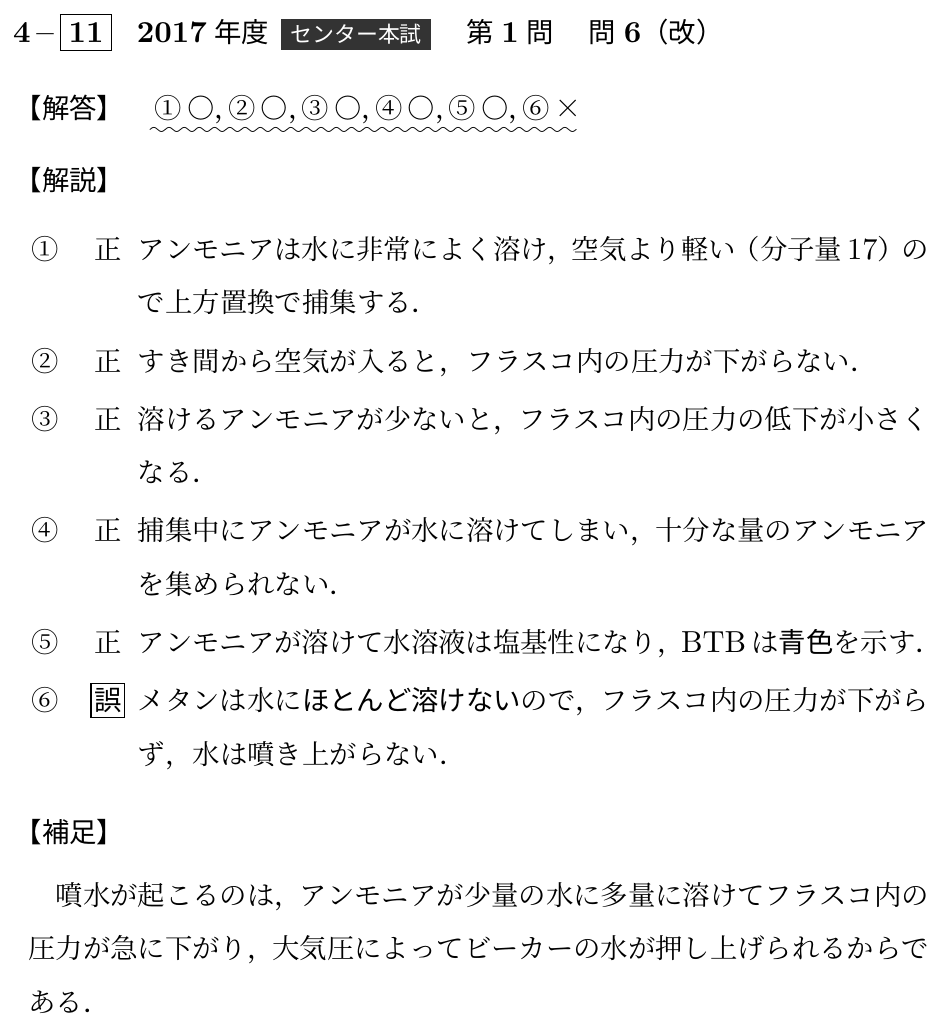 4–11 2017年度 センター本試 第1問 問6（改）
【解答】 ①○,②○,③○,④○,⑤○,⑥×
【解説】
① 正 アンモニアは水に非常によく溶け，空気より軽い（分子量17）の
で上方置換で捕集する．
② 正 すき間から空気が入ると，フラスコ内の圧力が下がらない．
③ 正 溶けるアンモニアが少ないと，フラスコ内の圧力の低下が小さく
なる．
④ 正 捕集中にアンモニアが水に溶けてしまい，十分な量のアンモニア
を集められない．
⑤ 正 アンモニアが溶けて水溶液は塩基性になり，BTBは青色を示す．
⑥ 誤 メタンは水にほとんど溶けないので，フラスコ内の圧力が下がら
ず，水は噴き上がらない．
【補足】
噴水が起こるのは，アンモニアが少量の水に多量に溶けてフラスコ内の
圧力が急に下がり，大気圧によってビーカーの水が押し上げられるからで
ある．